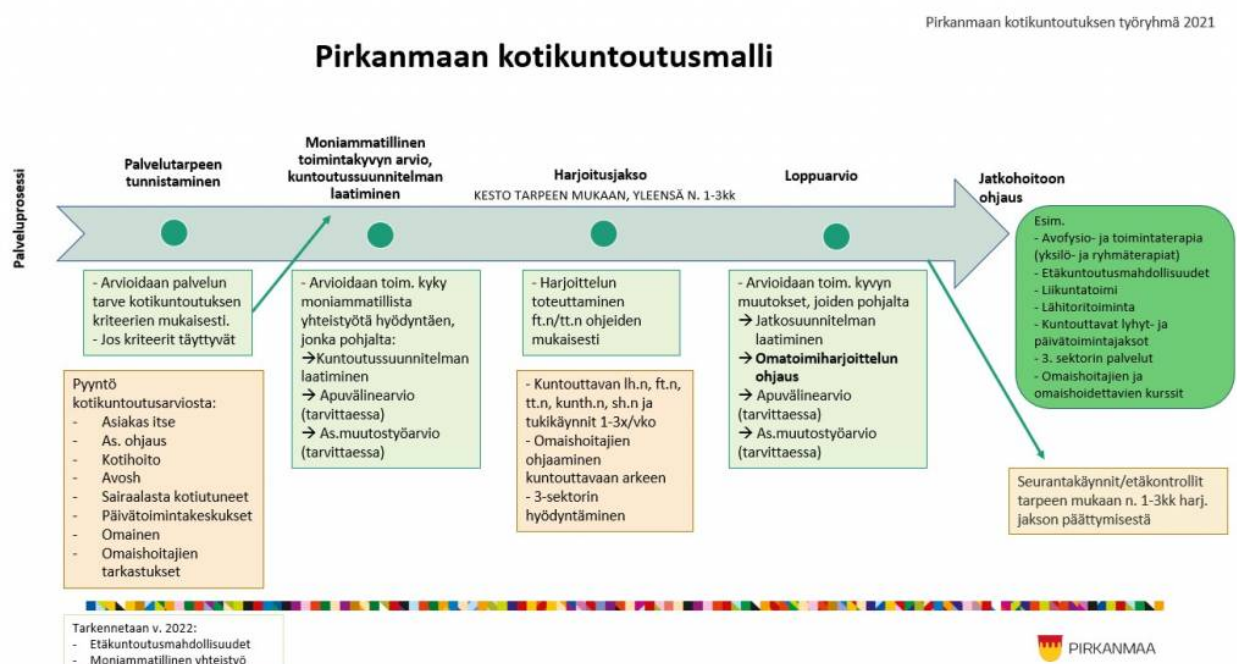 Pirkanmaan kotikuntoutuksen työryhmä 2021
Pirkanmaan kotikuntoutusmalli
Palveluprosessi
Palvelutarpeen
tunnistaminen
Moniammatillinen
toimintakyvyn arvio,
kuntoutussuunnitelman
laatiminen
Harjoitusjakso
KESTO TARPEEN MUKAAN, YLEENSÄ N. 1-3kk
Loppuarvio
Jatkohoitoon
ohjaus
- Arvioidaan palvelun
tarve kotikuntoutuksen
kriteerien mukaisesti.
- Jos kriteerit täyttyvät
Pyyntö
kotikuntoutusarviosta:
- Asiakas itse
- As. ohjaus
- Kotihoito
- Avosh
- Sairaalasta kotiutuneet
- Päivätoimintakeskukset
- Omainen
- Omaishoitajien
tarkastukset
- Arvioidaan toim. kyky
moniammatillista
yhteistyötä hyödyntäen,
jonka pohjalta:
→Kuntoutussuunnitelman
laatiminen
→ Apuvälinearvio
(tarvittaessa)
→ As.muutostyöarvio
(tarvittaessa)
- Harjoittelun
toteuttaminen
ft.n/tt.n ohjeiden
mukaisesti
- Kuntouttavan lh.n, ft.n,
tt.n, kunth.n, sh.n ja
tukikäynnit 1-3x/vko
- Omaishoitajien
ohjaaminen
kuntouttavaan arkeen
- 3-sektorin
hyödyntäminen
- Arvioidaan toim. kyvyn
muutokset, joiden pohjalta
→ Jatkosuunnitelman
laatiminen
→ Omatoimiharjoittelun
ohjaus
→ Apuvälinearvio
(tarvittaessa)
→ As.muutostyöarvio
(tarvittaessa)
Esim.
- Avofysio- ja toimintaterapia
(yksilö- ja ryhmäterapiat)
- Etäkuntoutusmahdollisuudet
- Liikuntatoimi
- Lähitoritoiminta
- Kuntouttavat lyhyt- ja
päivätoimintajaksot
- 3. sektorin palvelut
- Omaishoitajien ja
omaishoidettavien kurssit
Seurantakäynnit/etäkontrollit
tarpeen mukaan n. 1-3kk harj.
jakson päättymisestä
Tarkennetaan v. 2022:
- Etäkuntoutusmahdollisuudet
- Moniammatillinen yhteistyö
PIRKANMAA